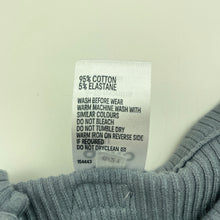 95% COTTON
5% ELASTANE
WASH BEFORE WEAR
WARM MACHINE WASH WITH
SIMILAR COLOURS
DO NOT BLEACH
DO NOT TUMBLE DRY
WARM IRON ON REVERSE SIDE
IF REQUIRED
DO NOT DRYCLEAN 6R